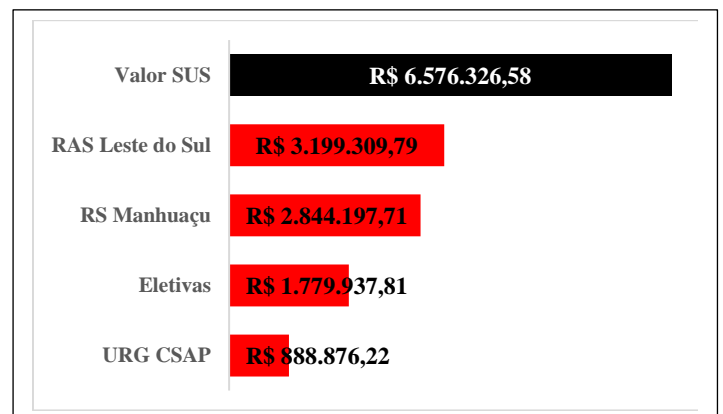 Valor SUS R$ 6.576.326,58
RAS Leste do Sul R$ 3.199.309,79
RS Manhuaçu R$ 2.844.197,71
Eletivas R$ 1.779.937,81
URG CSAP R$ 888.876,22